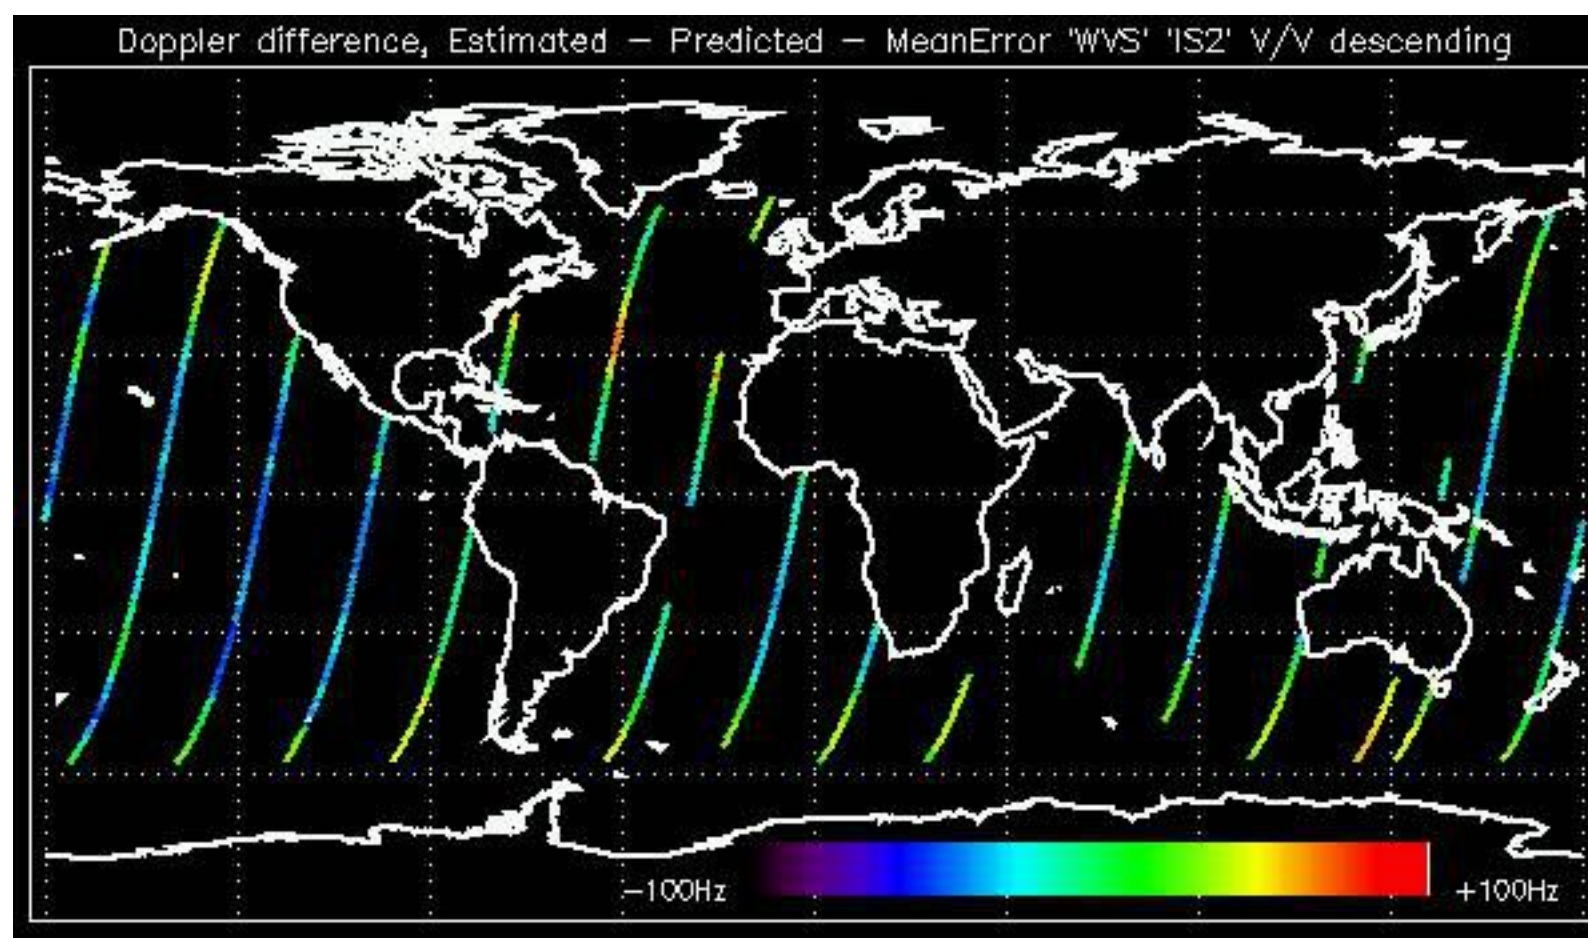 Doppler difference, Estimated – Predicted – MeanError 'WVS' 'IS2' V/V descending
-100Hz
+100Hz